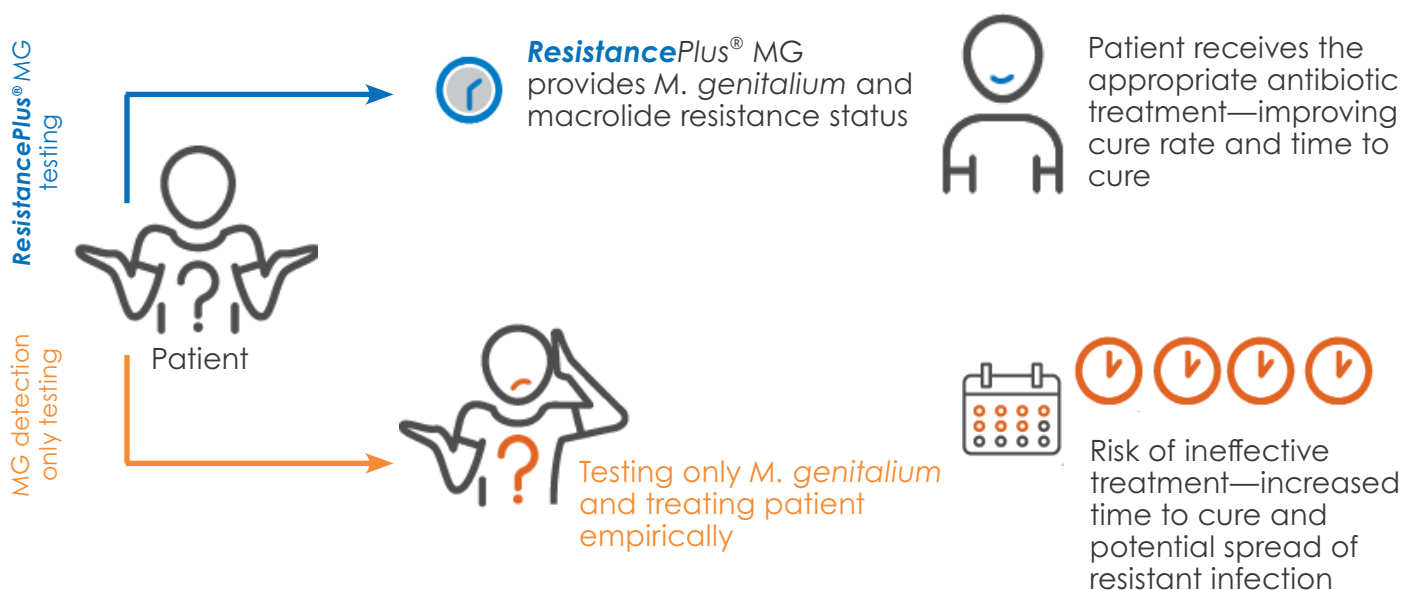 ResistancePlus® MG
testing
ResistancePlus® MG
provides M. genitalium and
macrolide resistance status
Patient receives the
appropriate antibiotic
treatment—improving
cure rate and time to
cure
?
Patient
MG detection
only testing
?
Testing only M. genitalium
and treating patient
empirically
Risk of ineffective
treatment—increased
time to cure and
potential spread of
resistant infection